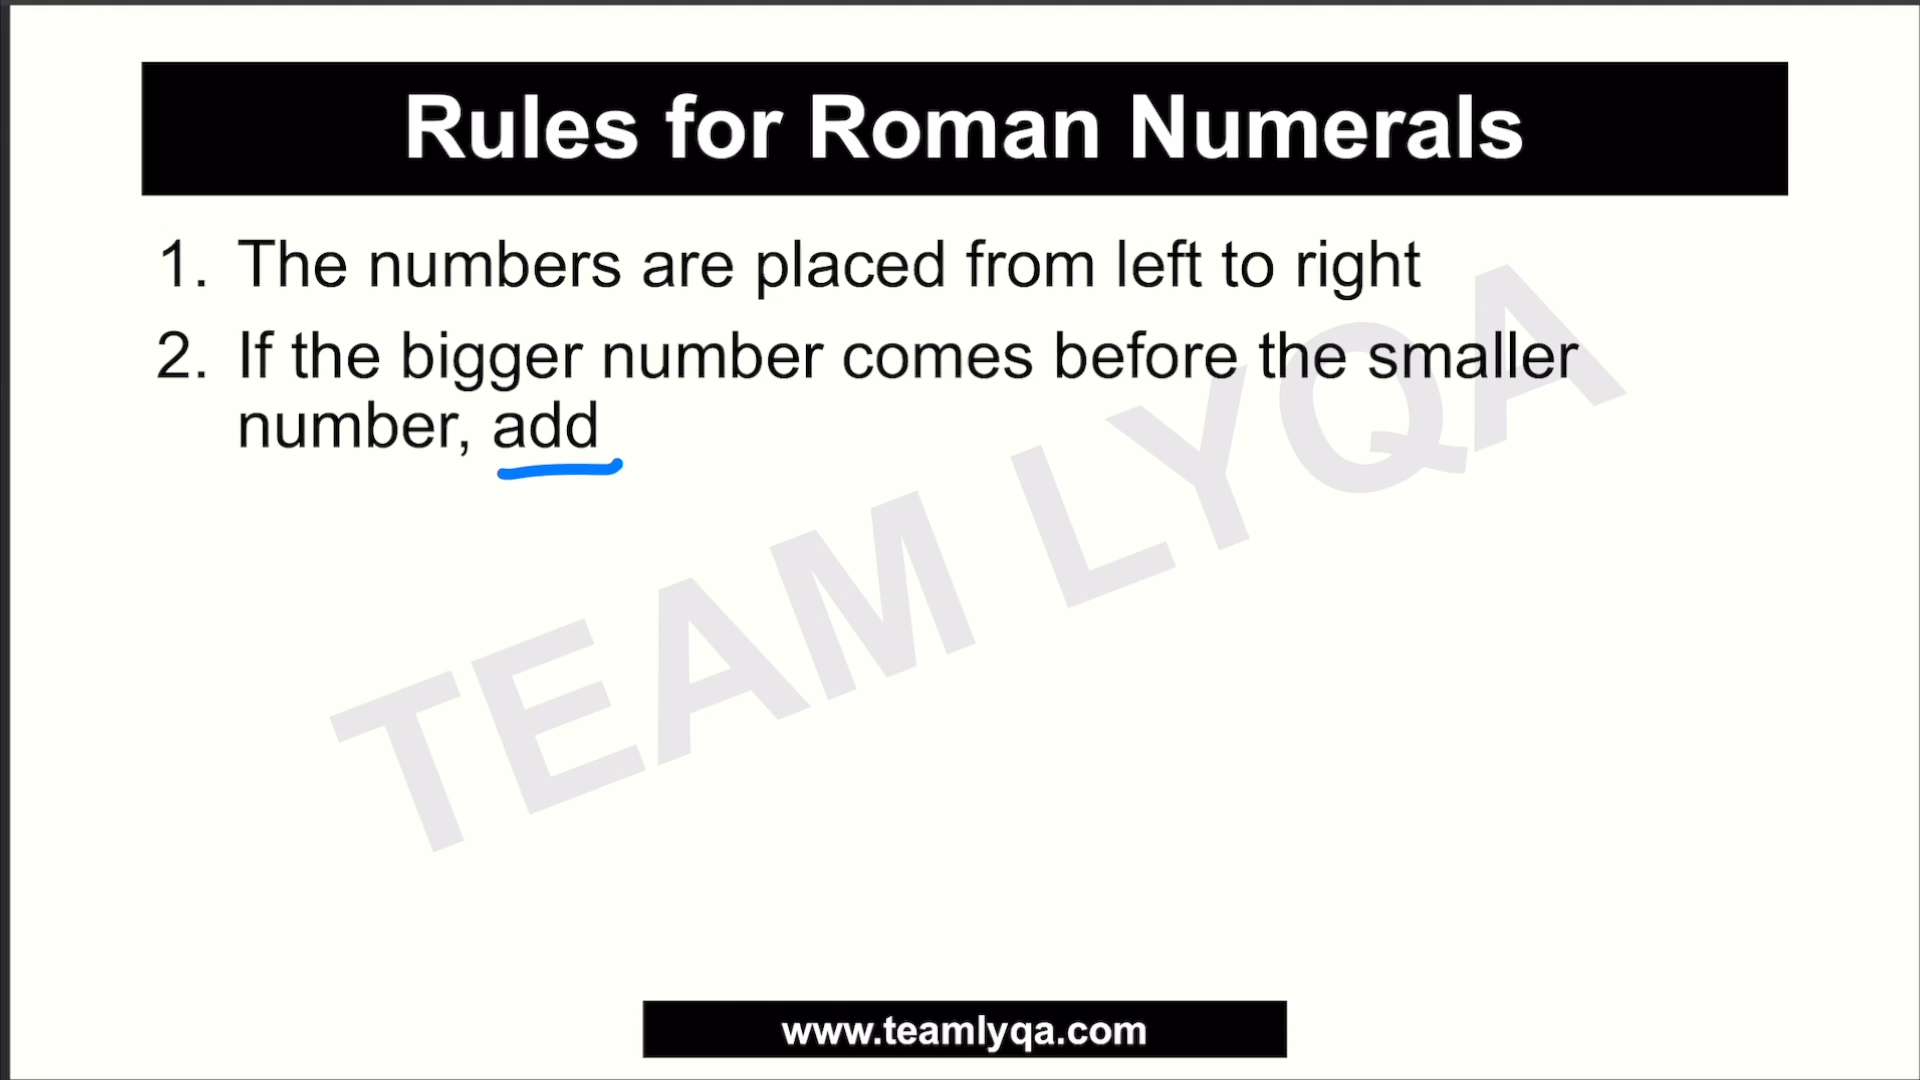 Rules for Roman Numerals
1. The numbers are placed from left to right
2. If the bigger number comes before the smaller
number, add
TEAM LYQA
www.teamlyqa.com